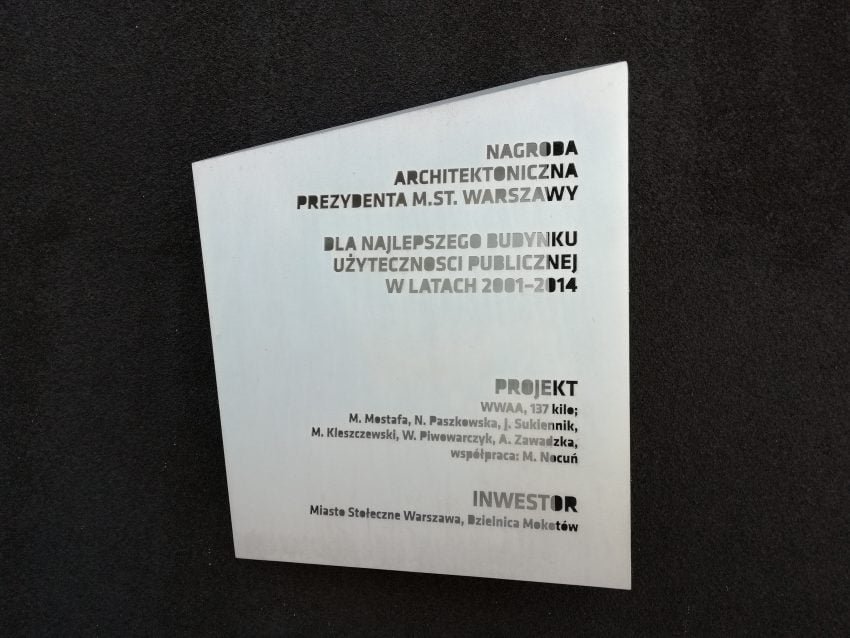 NAGRODA
ARCHITEKTONICZNA
PREZYDENTA M.ST. WARSZAWY
DLA NAJLEPSZEGO BUDYNKU
UŻYTECZNOSCI PUBLICZNEJ
W LATACH 2001–2014
PROJEKT
WWAA, 137 kilo;
M. Mostafa, N. Paszkowska, J. Sukiennik,
M. Kleszczewski, W. Piwowarczyk, A. Zawadzka,
współpraca: M. Nocuń
INWESTOR
Miasto Stołeczne Warszawa, Dzielnica Mokotów